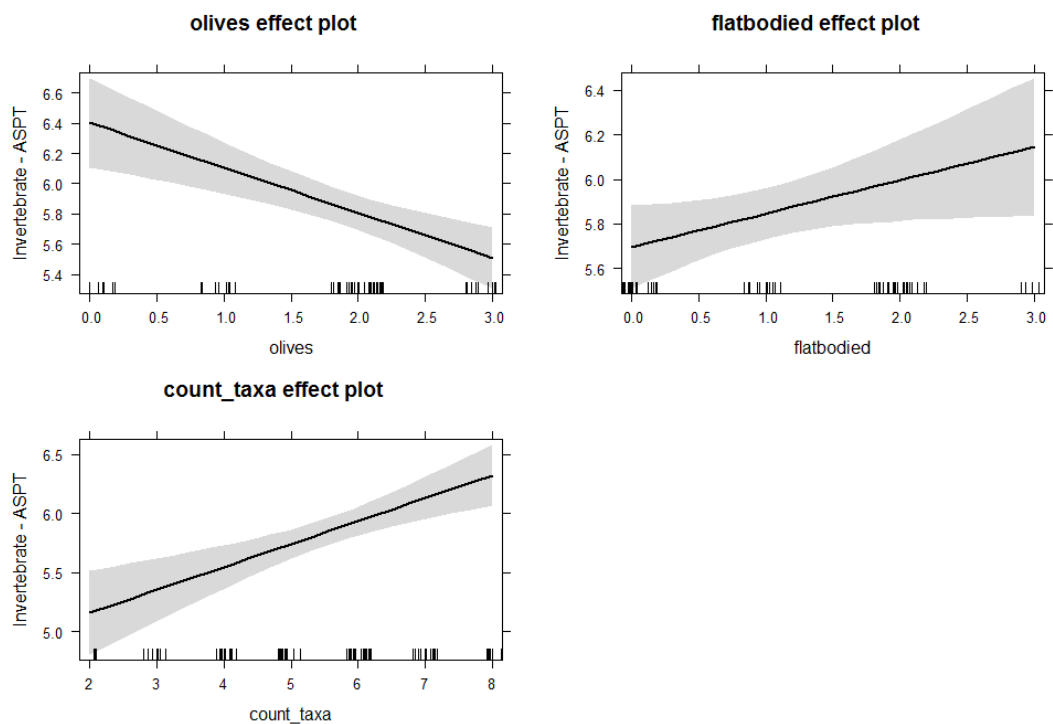 olives effect plot
Invertebrate - ASPT
6.6
6.4
6.2
6.0
5.8
5.6
5.4
0.0 0.5 1.0 1.5 2.0 2.5 3.0
olives
flatbodied effect plot
Invertebrate - ASPT
6.4
6.2
6.0
5.8
5.6
0.0 0.5 1.0 1.5 2.0 2.5 3.0
flatbodied
count_taxa effect plot
Invertebrate - ASPT
6.5
6.0
5.5
5.0
2 3 4 5 6 7 8
count_taxa